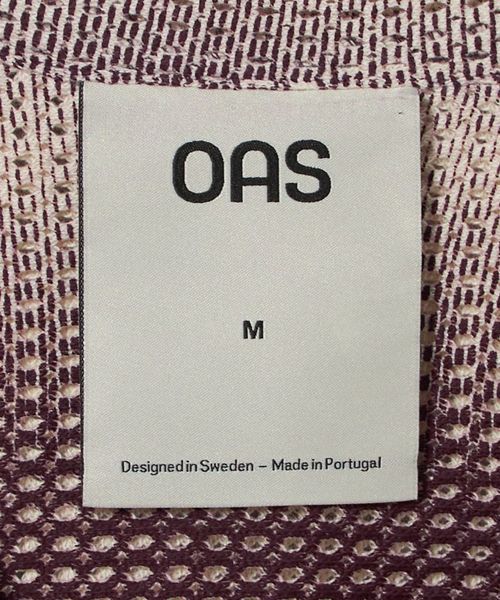 OAS
M
Designed in Sweden – Made in Portugal